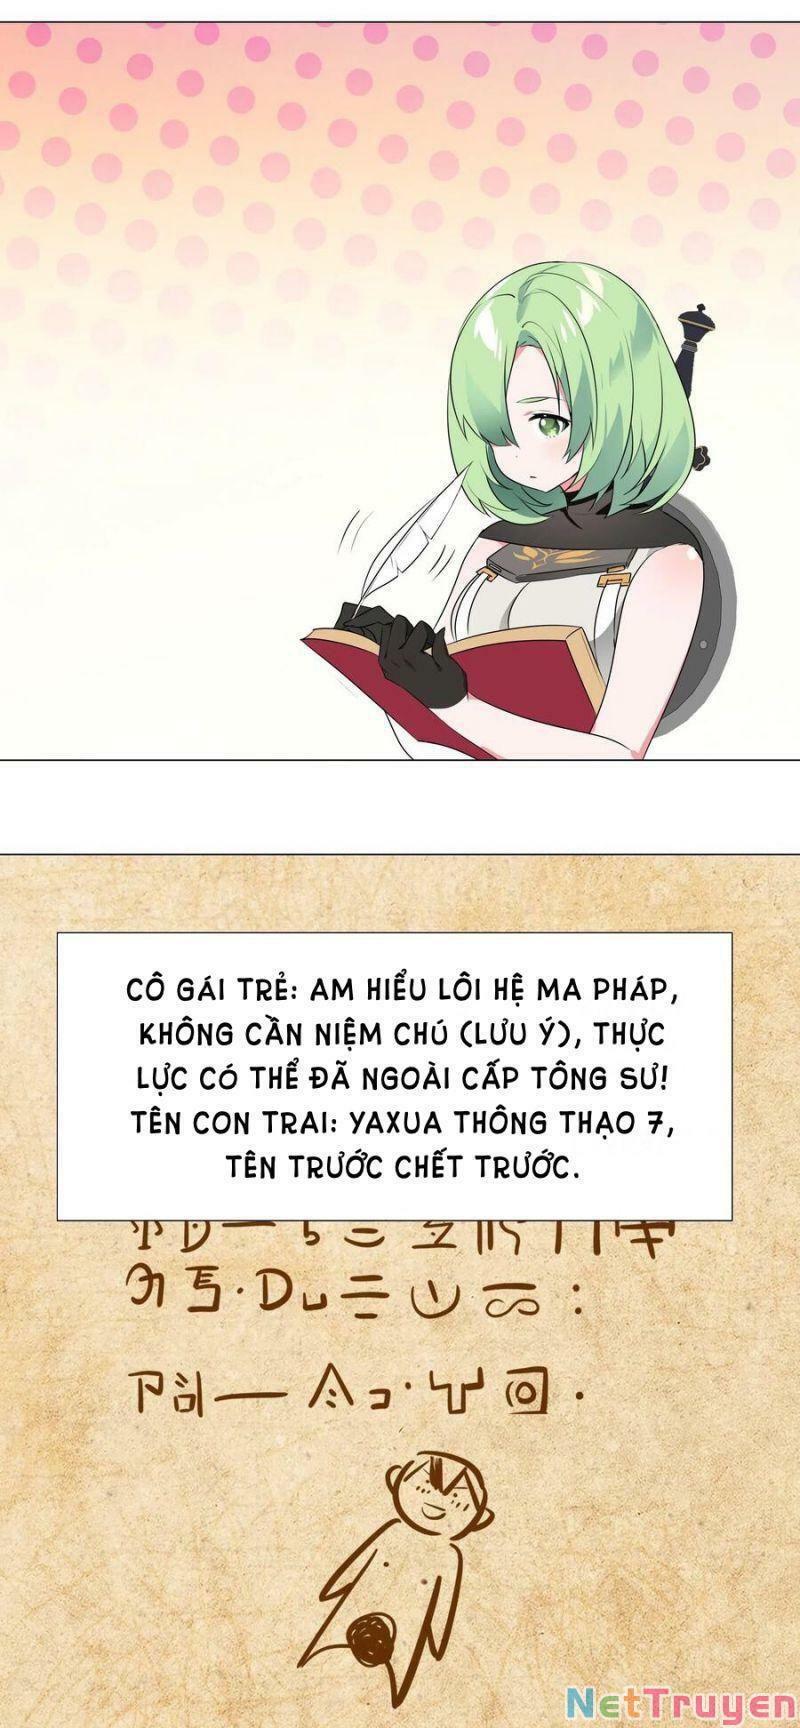 CÔ GÁI TRẺ: AM HIỂU LÔI HỆ MA PHÁP,
KHÔNG CẦN NIỆM CHÚ (LƯU Ý), THỰC
LỰC CÓ THỂ ĐÃ NGOÀI CẤP TÔNG SƯ!
TÊN CON TRAI: YAXUA THÔNG THẠO 7,
TÊN TRƯỚC CHẾT TRƯỚC.
NetTruyen